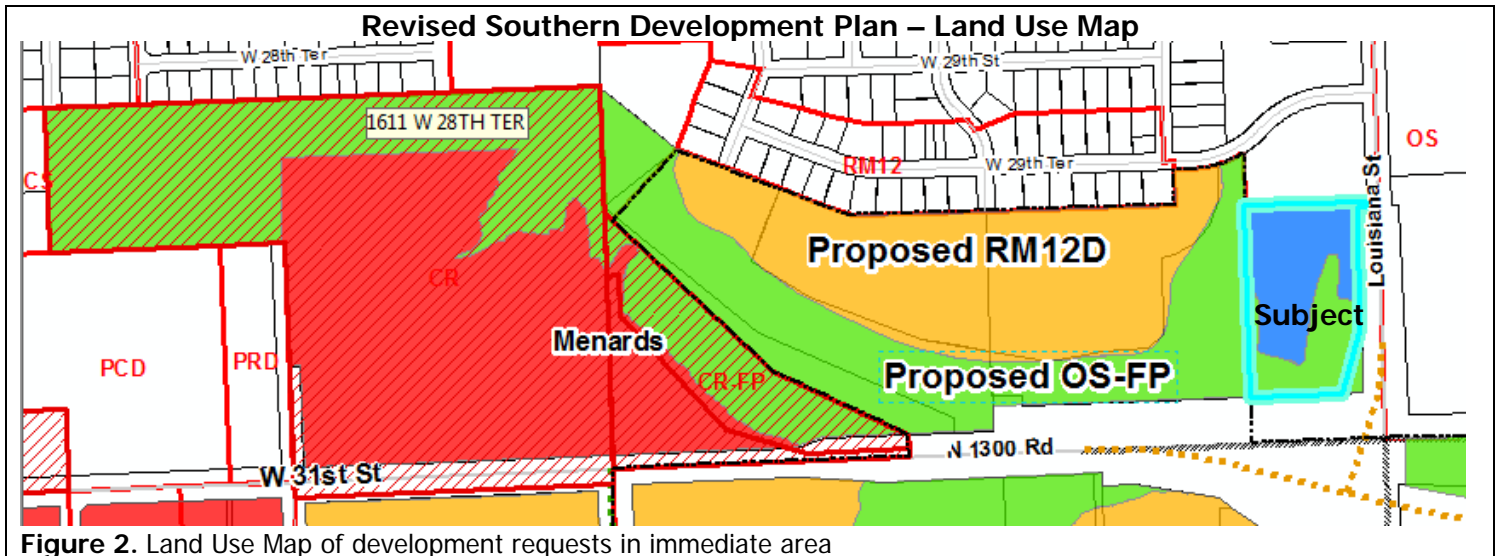 Revised Southern Development Plan – Land Use Map
W 28th Ter
W 29th St
1611 W 28TH TER
OS
RM12
W 29th Ter
CS
Louisiana St
Proposed RM12D
CR
Subject
Menards
PCD
PRD
CR-FP
Proposed OS-FP
N 1300 Rd
W 31st St
Figure 2. Land Use Map of development requests in immediate area